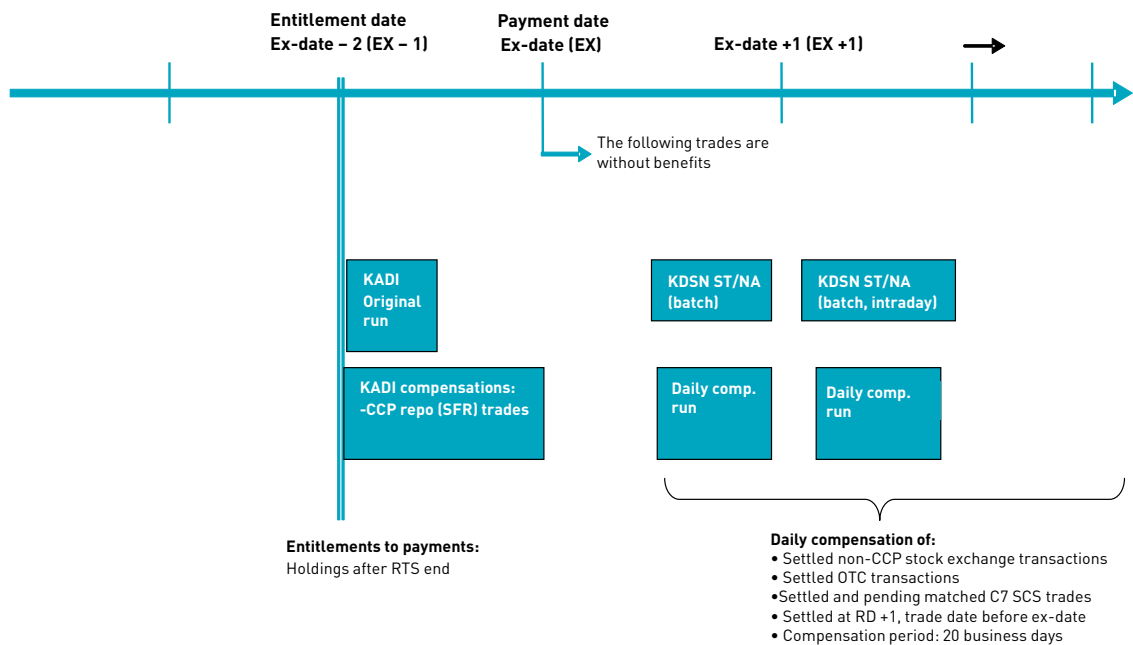 Entitlement date
Ex-date – 2 (EX – 1)
Payment date
Ex-date (EX)
Ex-date +1 (EX +1)
The following trades are
without benefits
KADI
Original
run
KDSN ST/NA
(batch)
KDSN ST/NA
(batch, intraday)
KADI compensations:
-CCP repo (SFR) trades
Daily comp.
run
Daily comp.
run
Entitlements to payments:
Holdings after RTS end
Daily compensation of:
• Settled non-CCP stock exchange transactions
• Settled OTC transactions
•Settled and pending matched C7 SCS trades
• Settled at RD +1, trade date before ex-date
• Compensation period: 20 business days